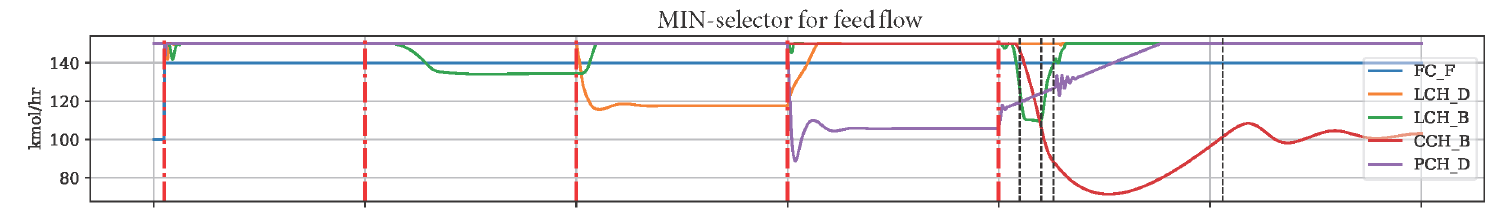 MIN-selector for feed flow
kmol/hr
140
120
100
80
FC_F
LCH_D
LCH_B
CCH_B
PCH_D